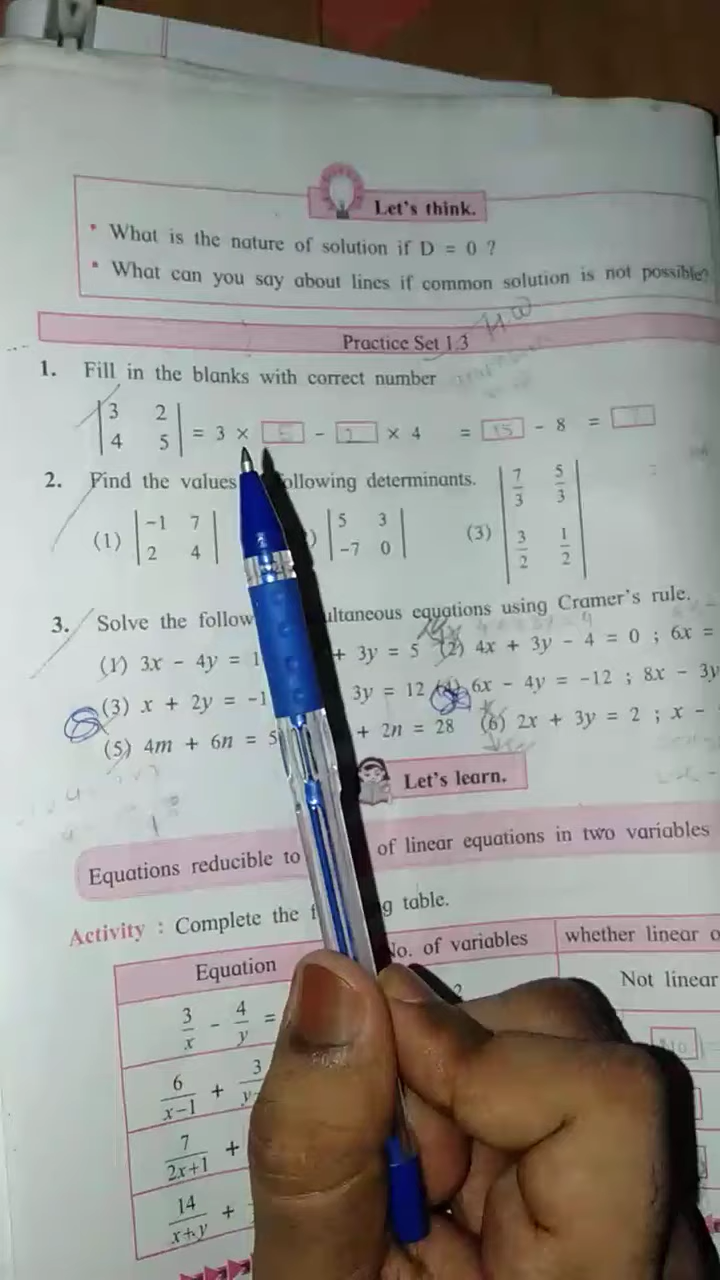 Let's think.
• What is the nature of solution if D = 0 ?
• What can you say about lines if common solution is not possible?
H.W
Practice Set 1.3
1. Fill in the blanks with correct number
|3 2|
|4 5| = 3 × 5 - 2 × 4 = 15 - 8 = 7
2. Find the values following determinants.
(1) |-1 7| |5 3| (3) |7/3 5/3|
|2 4| |-7 0| |3/2 1/2|
3. Solve the follow ultaneous equations using Cramer's rule.
(1) 3x - 4y = 1 + 3y = 5 (2) 4x + 3y - 4 = 0 ; 6x =
(3) x + 2y = -1 3y = 12 6x - 4y = -12 ; 8x - 3y
(5) 4m + 6n = 5 + 2n = 28 (6) 2x + 3y = 2 ; x -
Let's learn.
Equations reducible to of linear equations in two variables
Activity : Complete the f g table.
Equation No. of variables whether linear o
3/x - 4/y = 2 Not linear
6/(x-1) + 3/y No
7/(2x+1) +
14/(x+y) +